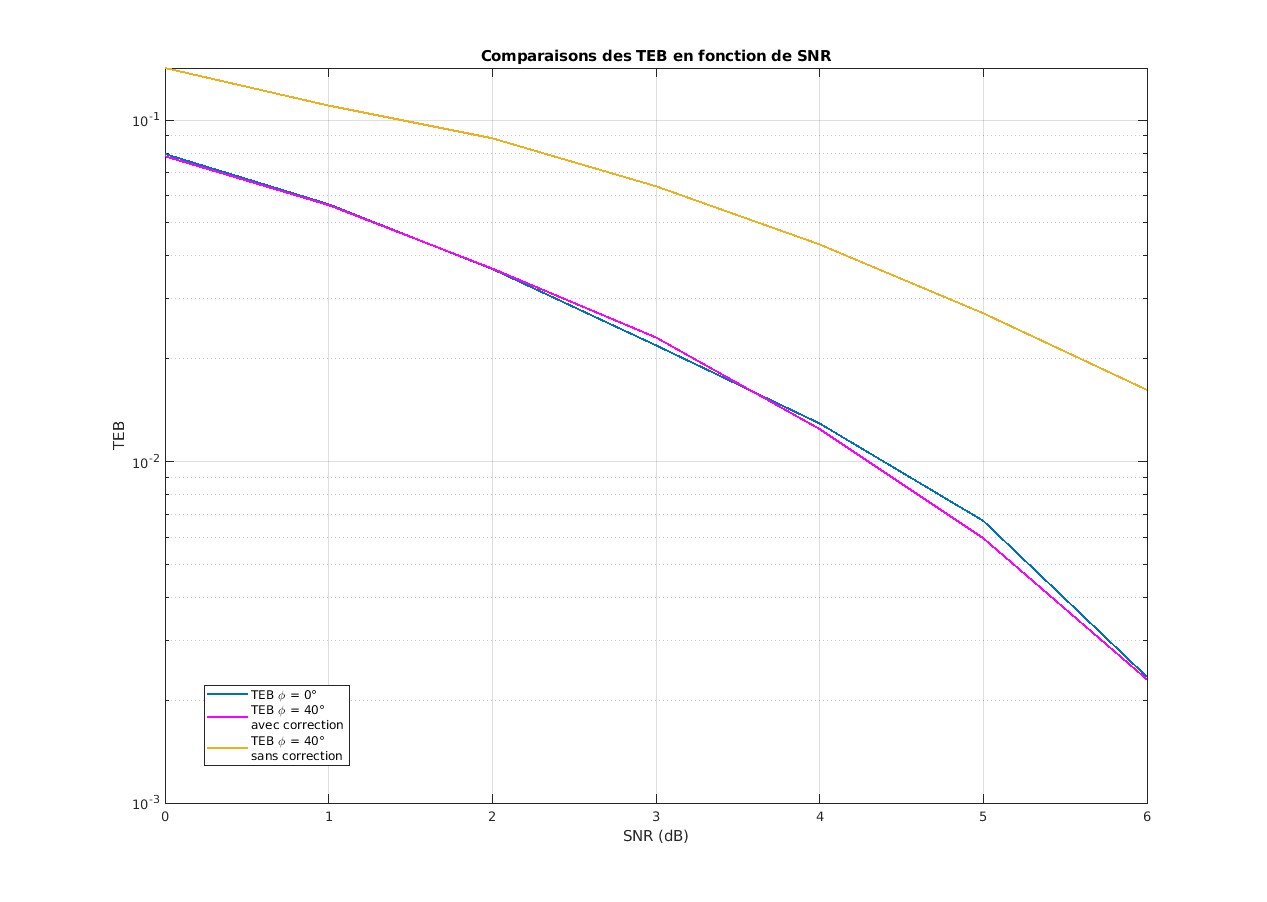 Comparaisons des TEB en fonction de SNR
TEB
10^-1
10^-2
10^-3
TEB ϕ = 0°
TEB ϕ = 40°
avec correction
TEB ϕ = 40°
sans correction
0 1 2 3 4 5 6
SNR (dB)